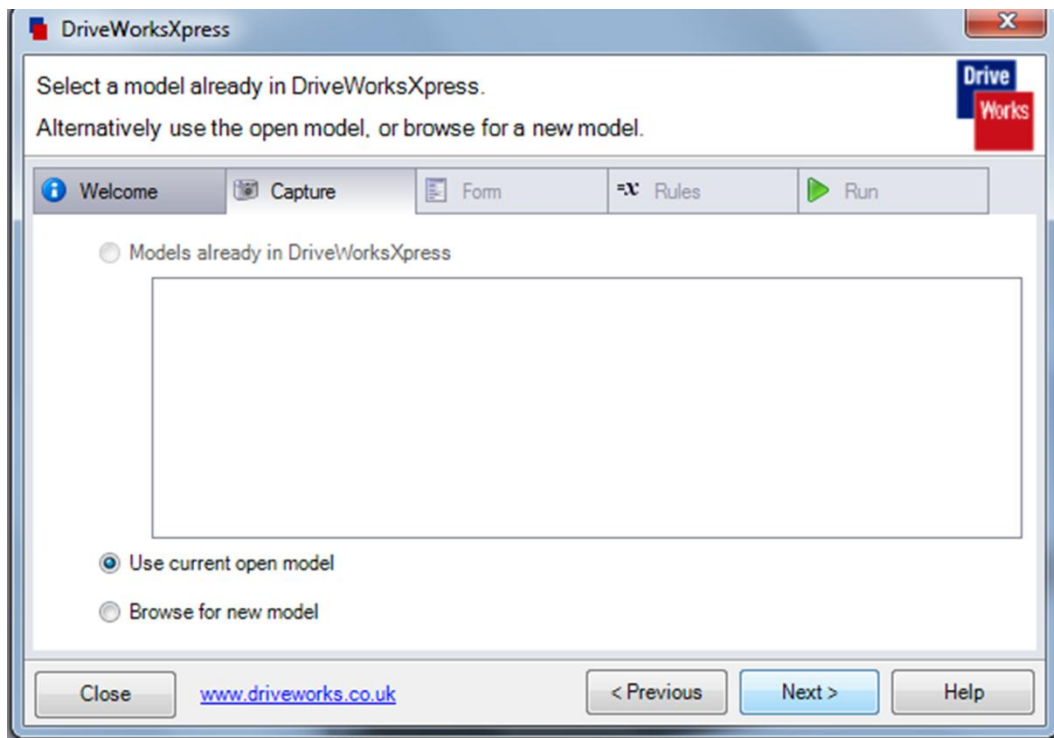 DriveWorksXpress
x
Select a model already in DriveWorksXpress.
Alternatively use the open model, or browse for a new model.
Drive
Works
Welcome Capture Form =x Rules Run
Models already in DriveWorksXpress
Use current open model
Browse for new model
Close www.driveworks.co.uk < Previous Next > Help